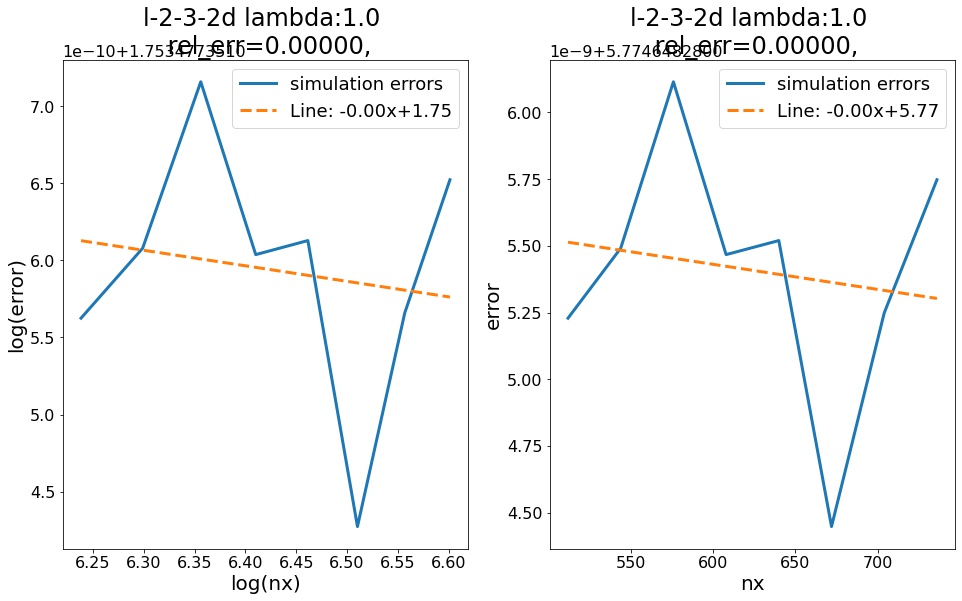 l-2-3-2d lambda:1.0
rel_err=0.00000,
1e−10+1.7534773510
simulation errors
Line: -0.00x+1.75
7.0
6.5
6.0
5.5
5.0
4.5
log(error)
6.25 6.30 6.35 6.40 6.45 6.50 6.55 6.60
log(nx)
l-2-3-2d lambda:1.0
rel_err=0.00000,
1e−9+5.7746482800
simulation errors
Line: -0.00x+5.77
6.00
5.75
5.50
5.25
5.00
4.75
4.50
error
550 600 650 700
nx